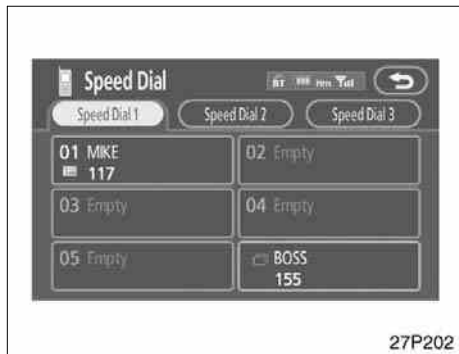 Speed Dial
BT
Speed Dial 1 Speed Dial 2 Speed Dial 3
01 MIKE
117
02 Empty
03 Empty
04 Empty
05 Empty
BOSS
155
27P202